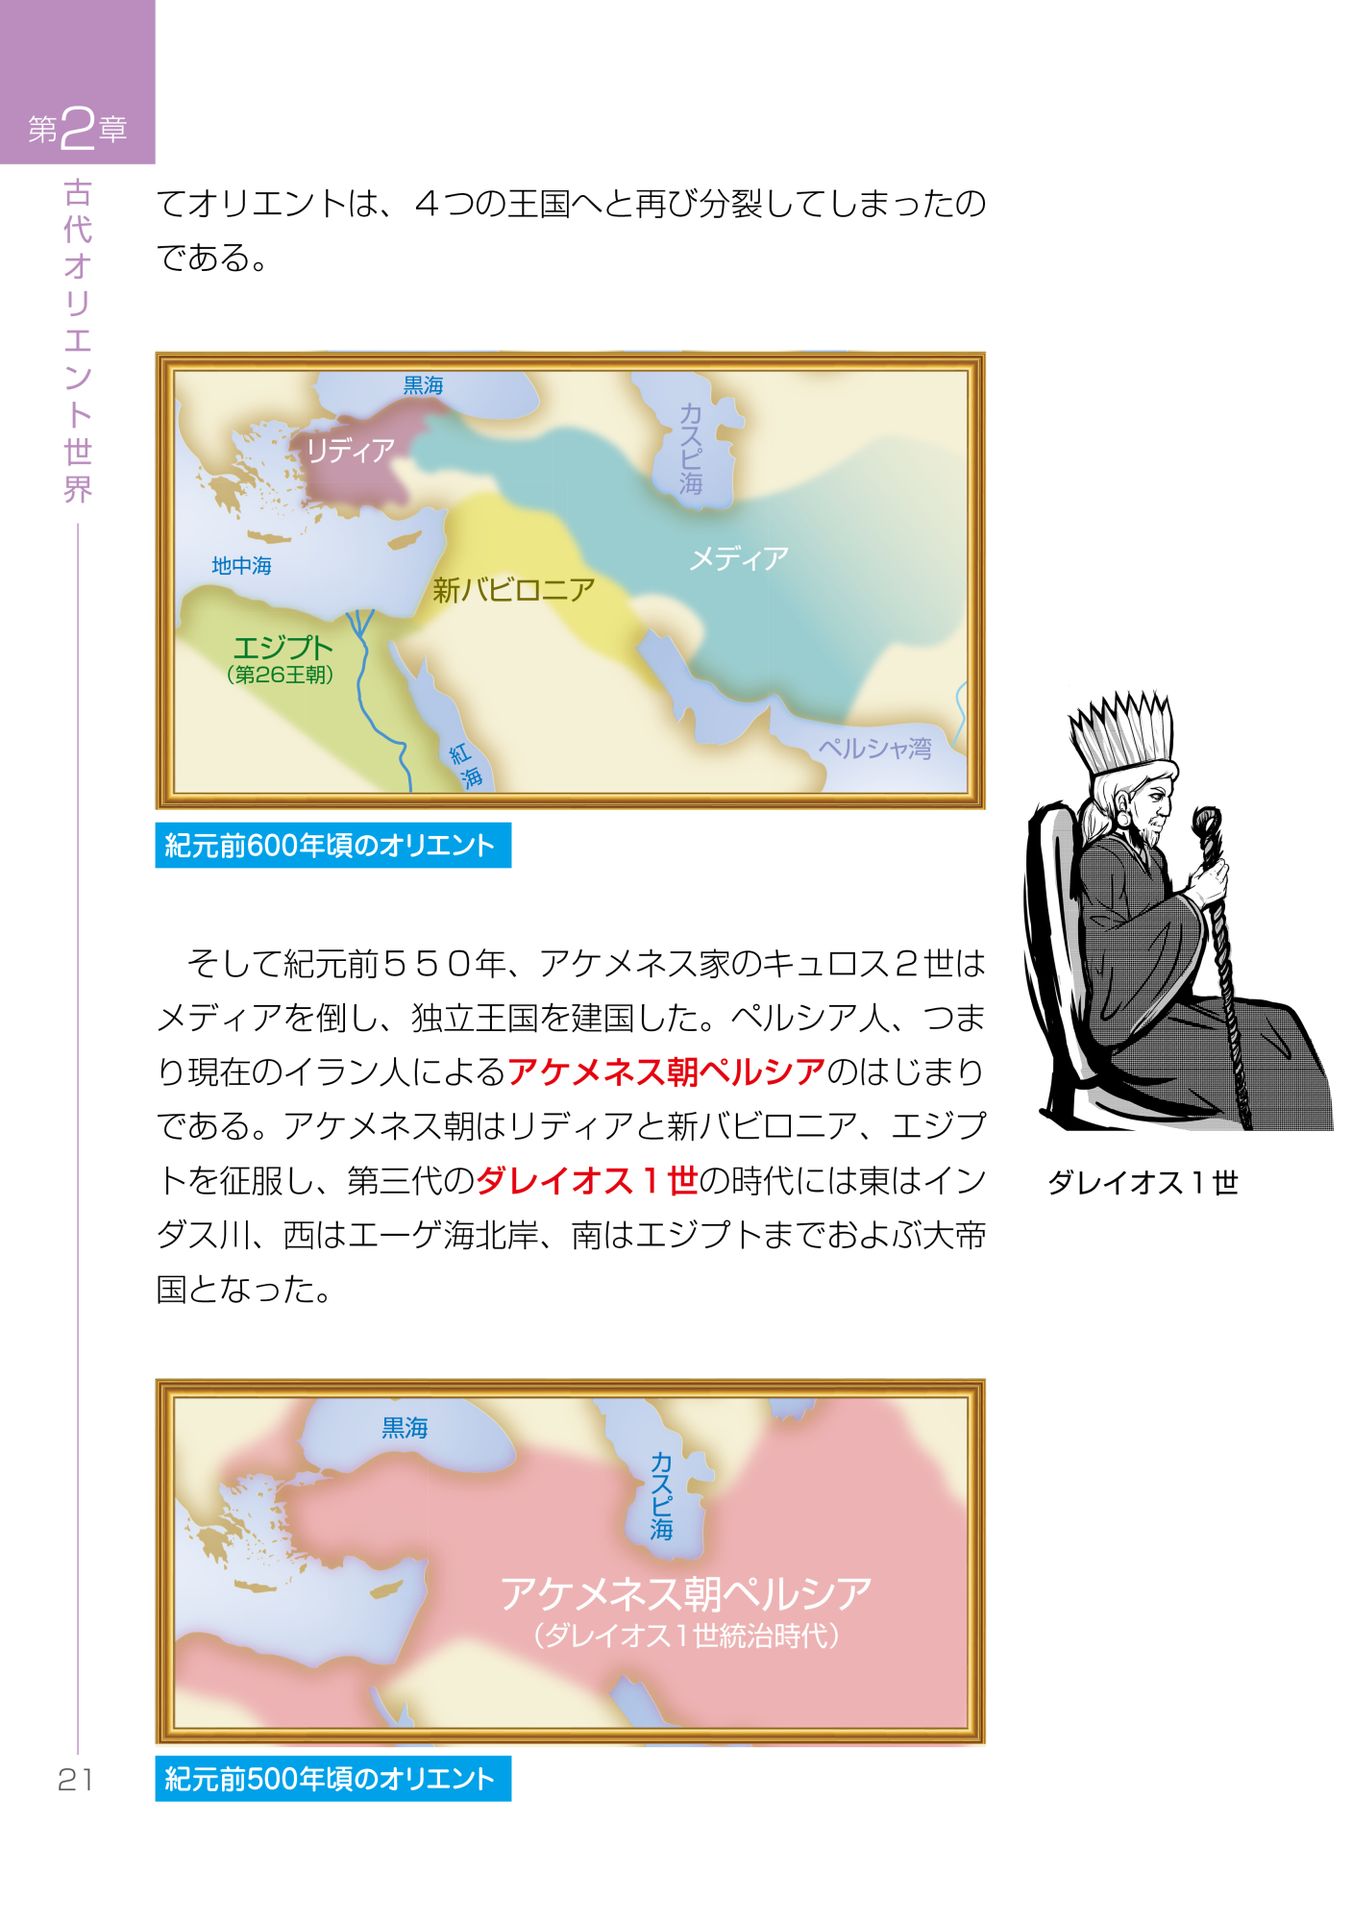 第2章
古代オリエント世界
てオリエントは、４つの王国へと再び分裂してしまったの
である。
黒海
カスピ海
リディア
メディア
地中海
新バビロニア
エジプト
（第26王朝）
紅海
ペルシャ湾
紀元前600年頃のオリエント
そして紀元前５５０年、アケメネス家のキュロス２世は
メディアを倒し、独立王国を建国した。ペルシア人、つま
り現在のイラン人によるアケメネス朝ペルシアのはじまり
である。アケメネス朝はリディアと新バビロニア、エジプ
トを征服し、第三代のダレイオス１世の時代には東はイン
ダス川、西はエーゲ海北岸、南はエジプトまでおよぶ大帝
国となった。
ダレイオス１世
黒海
カスピ海
アケメネス朝ペルシア
（ダレイオス１世統治時代）
紀元前500年頃のオリエント
21